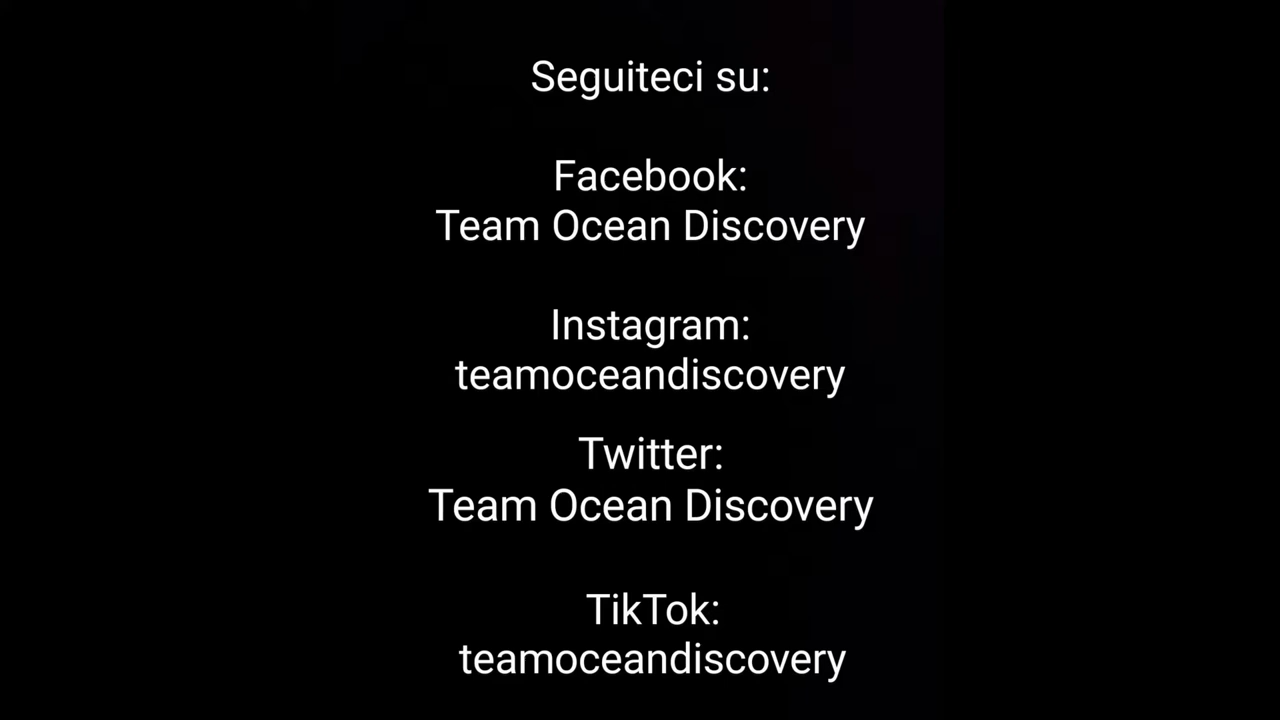 Seguiteci su:
Facebook:
Team Ocean Discovery
Instagram:
teamoceandiscovery
Twitter:
Team Ocean Discovery
TikTok:
teamoceandiscovery